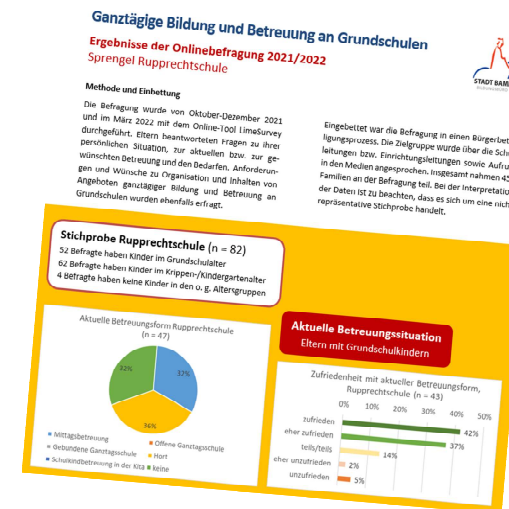 Ganztägige Bildung und Betreuung an Grundschulen
Ergebnisse der Onlinebefragung 2021/2022
Sprengel Rupprechtschule
STADT BAM
Methode und Einbettung
Die Befragung wurde von Oktober-Dezember 2021
und im März 2022 mit dem Online-Tool LimeSurvey
durchgeführt. Eltern beantworteten Fragen zu ihrer
persönlichen Situation, zur aktuellen bzw. zur ge-
wünschten Betreuung und den Bedarfen. Anforderun-
gen und Wünsche zu Organisation und Inhalten von
Angeboten ganztägiger Bildung und Betreuung an
Grundschulen wurden ebenfalls erfragt.
Eingebettet war die Befragung in einen Bürgerbet
ligungsprozess. Die Zielgruppe wurde über die Sch
leitungen bzw. Einrichtungsleitungen sowie Aufru
in den Medien angesprochen. Insgesamt nahmen 45
Familien an der Befragung teil. Bei der Interpretatio
der Daten ist zu beachten, dass es sich um eine nich
repräsentative Stichprobe handelt.
Stichprobe Rupprechtschule (n = 82)
52 Befragte haben Kinder im Grundschulalter
62 Befragte haben Kinder im Krippen-/Kindergartenalter
4 Befragte haben keine Kinder in den o. g. Altersgruppen
Aktuelle Betreuungsform Rupprechtschule
(n = 47)
32%
32%
36%
Mittagsbetreuung
Offene Ganztagsschule
Gebundene Ganztagsschule
Hort
Schulkindbetreuung in der Kita
keine
Aktuelle Betreuungssituation
Eltern mit Grundschulkindern
Zufriedenheit mit aktueller Betreuungsform,
Rupprechtschule (n = 43)
0% 10% 20% 30% 40% 50%
zufrieden 42%
eher zufrieden 37%
teils/teils 14%
eher unzufrieden 2%
unzufrieden 5%